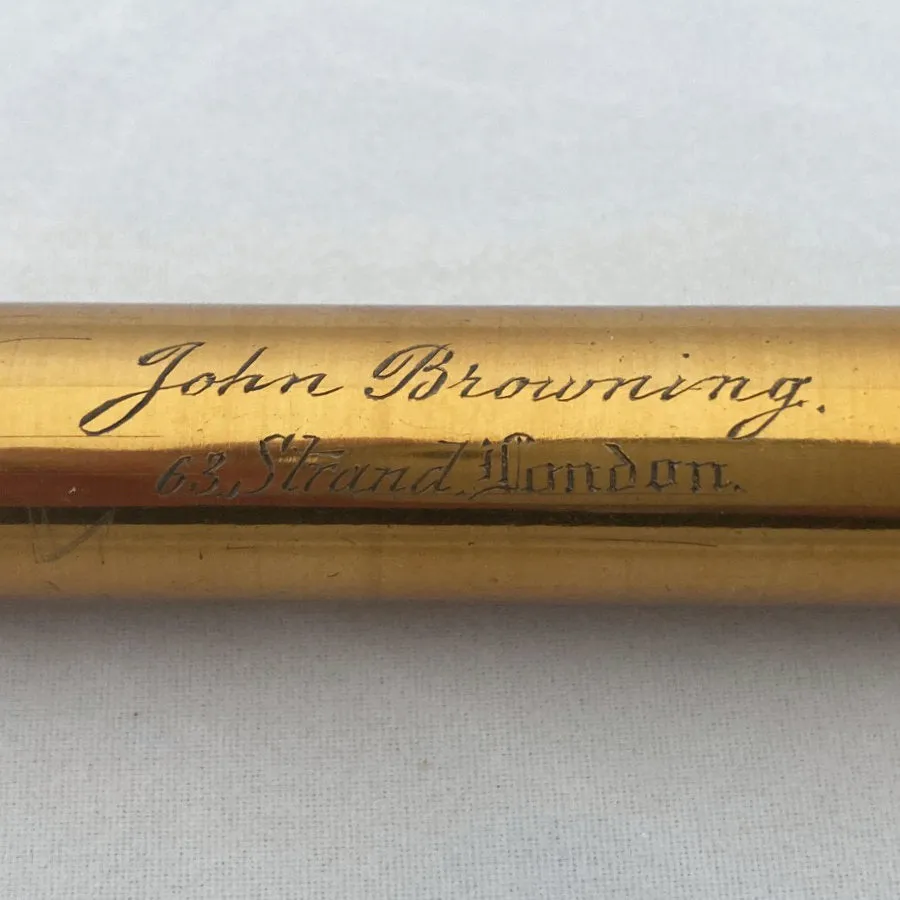 John Browning.
63, Strand, London.